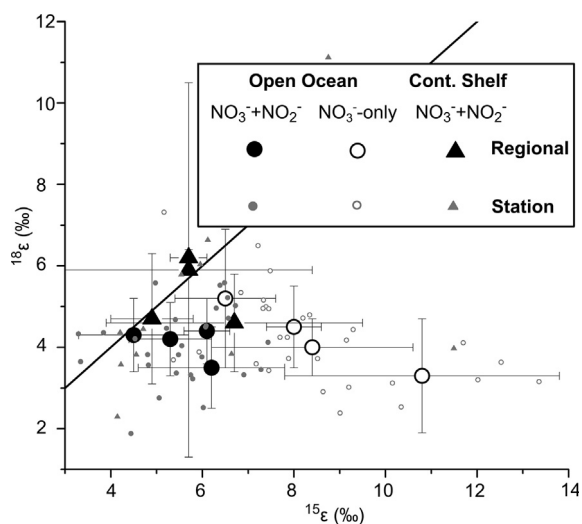 12
Open Ocean Cont. Shelf
NO₃⁻+NO₂⁻ NO₃⁻-only NO₃⁻+NO₂⁻
10
Regional
8
Station
¹⁸ε (‰)
6
4
2
4 6 8 10 12 14
¹⁵ε (‰)